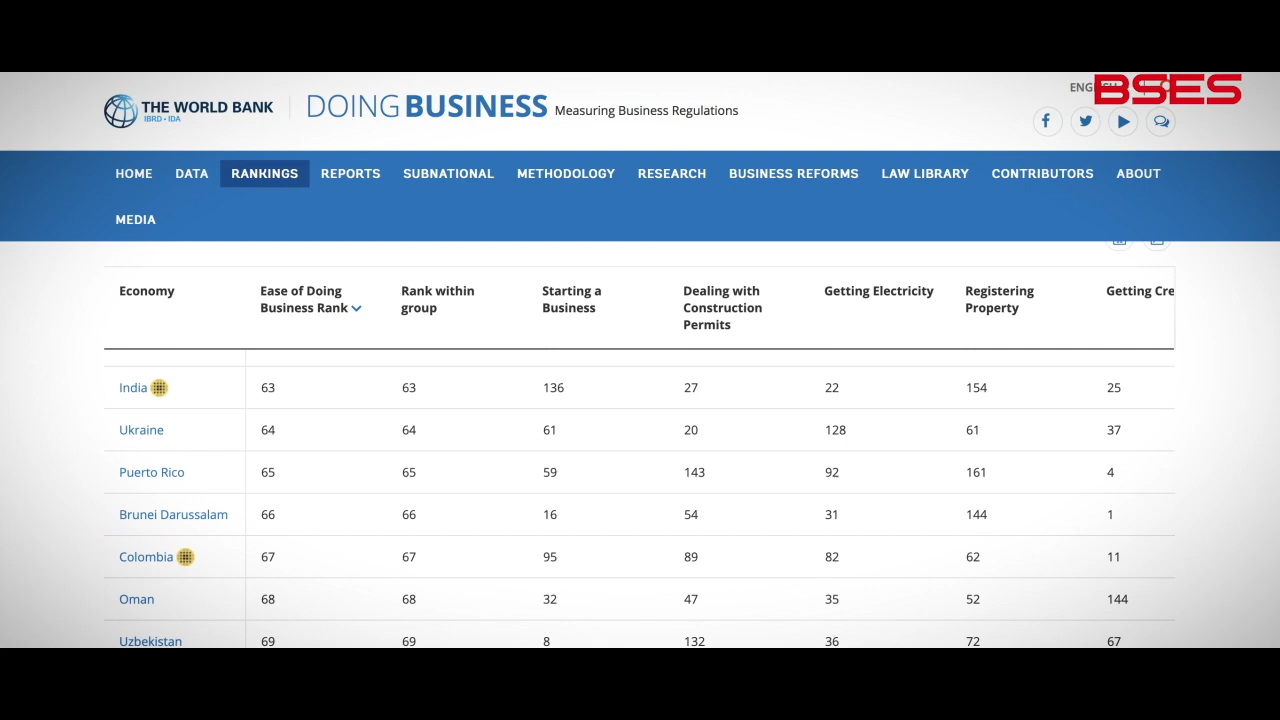 THE WORLD BANK
IBRD • IDA
DOING BUSINESS Measuring Business Regulations
BSES
HOME DATA RANKINGS REPORTS SUBNATIONAL METHODOLOGY RESEARCH BUSINESS REFORMS LAW LIBRARY CONTRIBUTORS ABOUT
MEDIA
Economy Ease of Doing Business Rank Rank within group Starting a Business Dealing with Construction Permits Getting Electricity Registering Property Getting Cre
India 63 63 136 27 22 154 25
Ukraine 64 64 61 20 128 61 37
Puerto Rico 65 65 59 143 92 161 4
Brunei Darussalam 66 66 16 54 31 144 1
Colombia 67 67 95 89 82 62 11
Oman 68 68 32 47 35 52 144
Uzbekistan 69 69 8 132 36 72 67